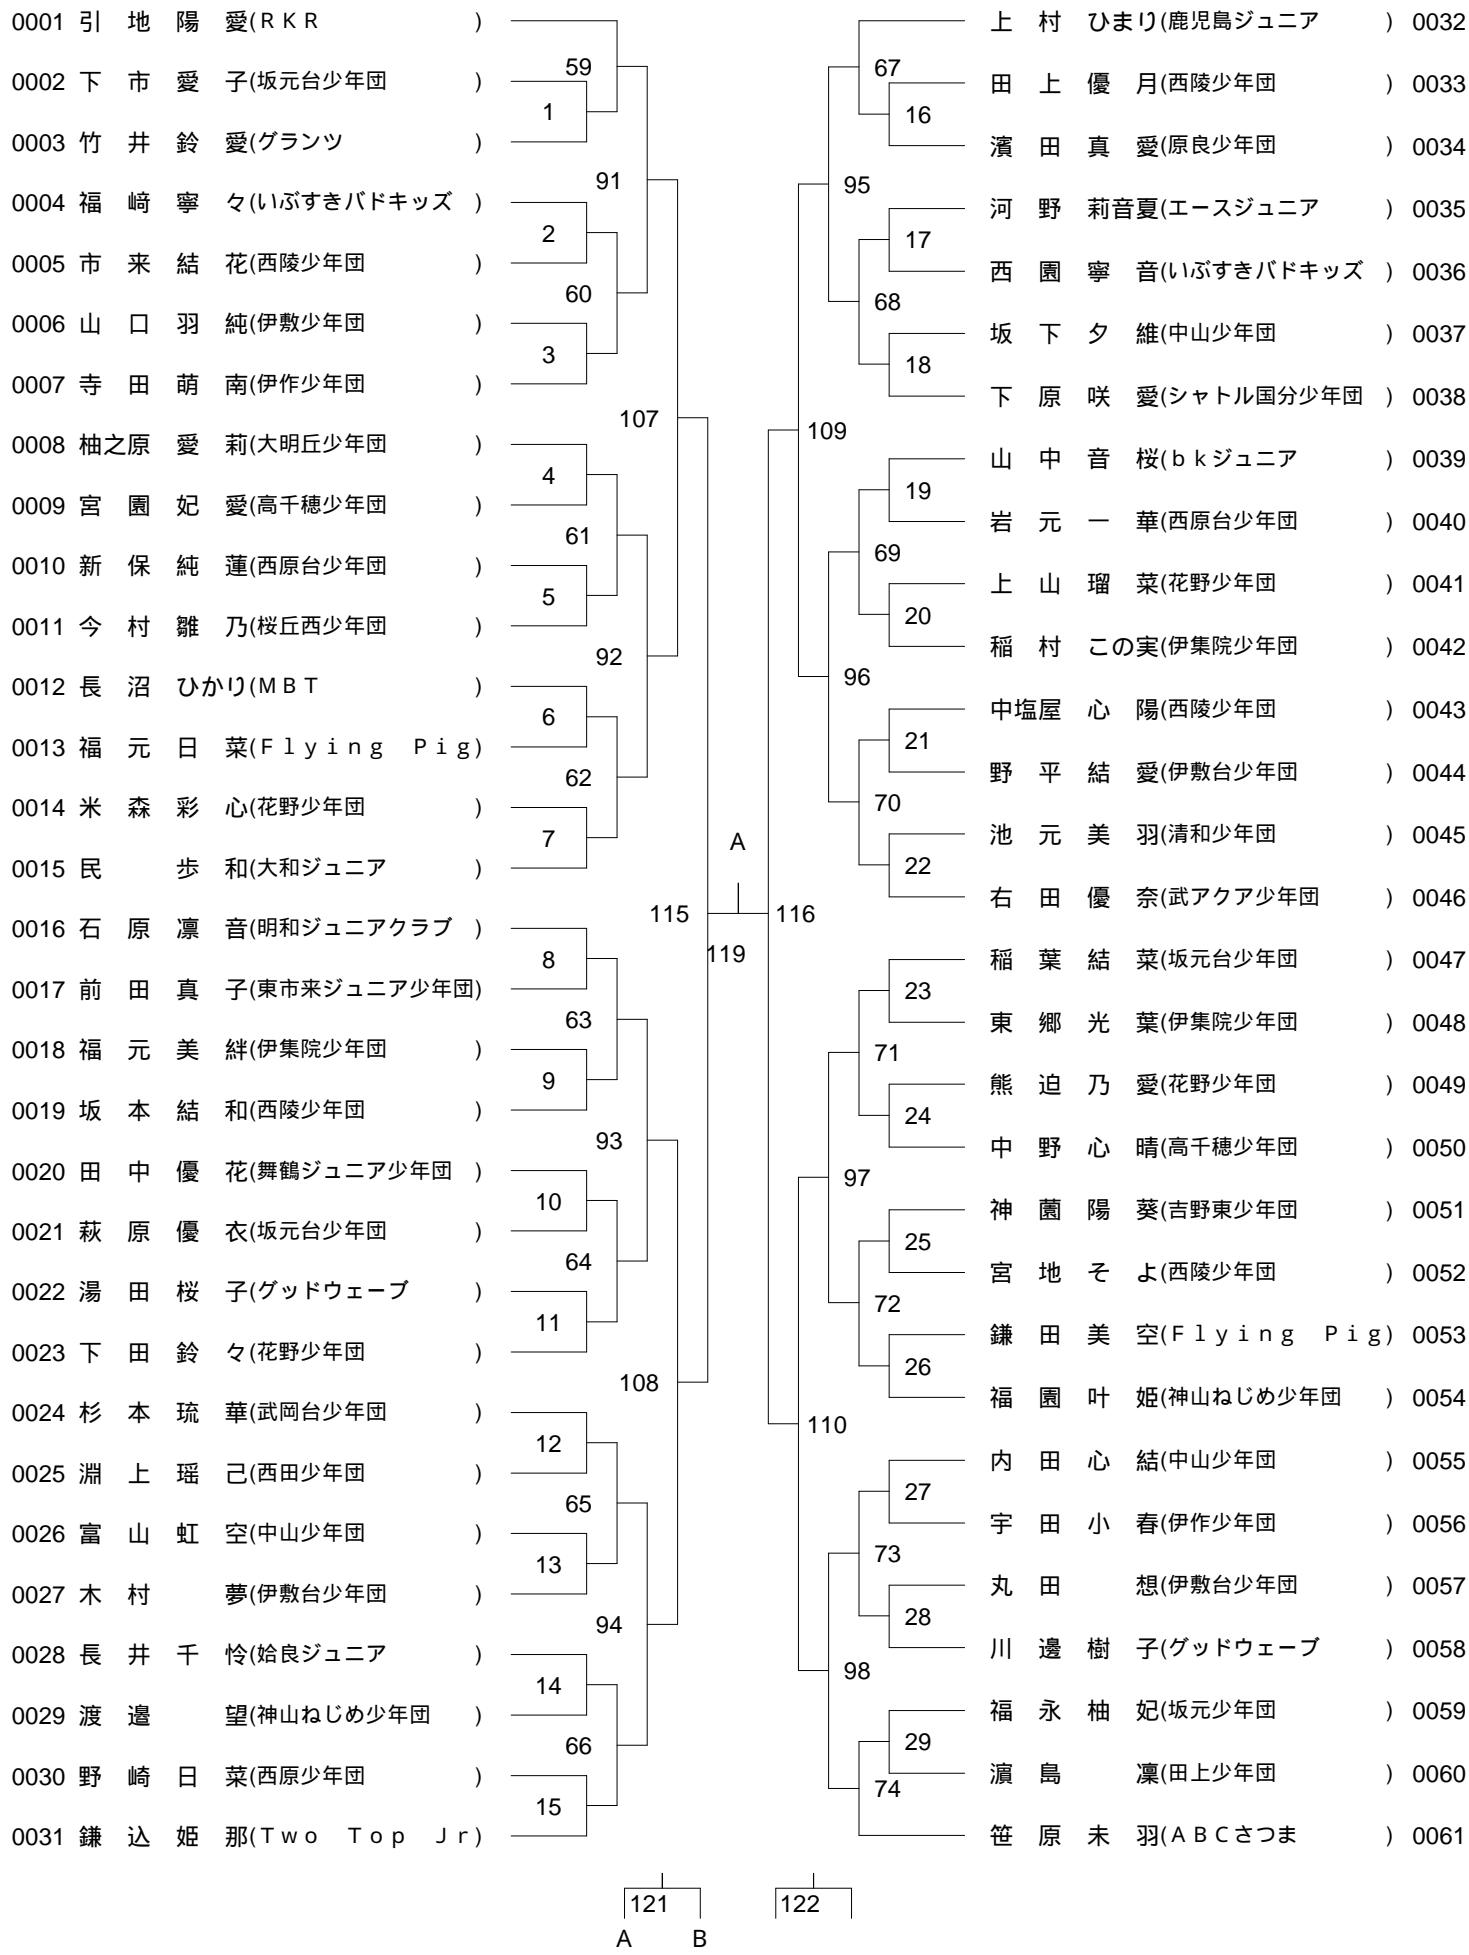 0001 引 地 陽 愛(ＲＫＲ )
0002 下 市 愛 子(坂元台少年団 )
0003 竹 井 鈴 愛(グランツ )
0004 福 﨑 寧 々(いぶすきバドキッズ )
0005 市 来 結 花(西陵少年団 )
0006 山 口 羽 純(伊敷少年団 )
0007 寺 田 萌 南(伊作少年団 )
0008 柚之原 愛 莉(大明丘少年団 )
0009 宮 園 妃 愛(高千穂少年団 )
0010 新 保 純 蓮(西原台少年団 )
0011 今 村 雛 乃(桜丘西少年団 )
0012 長 沼 ひかり(ＭＢＴ )
0013 福 元 日 菜(Ｆｌｙｉｎｇ Ｐｉｇ)
0014 米 森 彩 心(花野少年団 )
0015 民 歩 和(大和ジュニア )
0016 石 原 凛 音(明和ジュニアクラブ )
0017 前 田 真 子(東市来ジュニア少年団)
0018 福 元 美 絆(伊集院少年団 )
0019 坂 本 結 和(西陵少年団 )
0020 田 中 優 花(舞鶴ジュニア少年団 )
0021 萩 原 優 衣(坂元台少年団 )
0022 湯 田 桜 子(グッドウェーブ )
0023 下 田 鈴 々(花野少年団 )
0024 杉 本 琉 華(武岡台少年団 )
0025 淵 上 瑶 己(西田少年団 )
0026 富 山 虹 空(中山少年団 )
0027 木 村 夢(伊敷台少年団 )
0028 長 井 千 怜(姶良ジュニア )
0029 渡 邉 望(神山ねじめ少年団 )
0030 野 崎 日 菜(西原少年団 )
0031 鎌 込 姫 那(Ｔｗｏ Ｔｏｐ Ｊｒ)
59
1
91
2
60
3
107
4
61
5
92
6
62
7
115
8
63
9
93
10
64
11
108
12
65
13
94
14
66
15
A
119
116
67
16
95
17
68
18
109
19
69
20
96
21
70
22
23
71
24
97
25
72
26
110
27
73
28
98
29
74
上 村 ひまり(鹿児島ジュニア ) 0032
田 上 優 月(西陵少年団 ) 0033
濱 田 真 愛(原良少年団 ) 0034
河 野 莉音夏(エースジュニア ) 0035
西 園 寧 音(いぶすきバドキッズ ) 0036
坂 下 夕 維(中山少年団 ) 0037
下 原 咲 愛(シャトル国分少年団 ) 0038
山 中 音 桜(ｂｋジュニア ) 0039
岩 元 一 華(西原台少年団 ) 0040
上 山 瑠 菜(花野少年団 ) 0041
稲 村 この実(伊集院少年団 ) 0042
中塩屋 心 陽(西陵少年団 ) 0043
野 平 結 愛(伊敷台少年団 ) 0044
池 元 美 羽(清和少年団 ) 0045
右 田 優 奈(武アクア少年団 ) 0046
稲 葉 結 菜(坂元台少年団 ) 0047
東 郷 光 葉(伊集院少年団 ) 0048
熊 迫 乃 愛(花野少年団 ) 0049
中 野 心 晴(高千穂少年団 ) 0050
神 薗 陽 葵(吉野東少年団 ) 0051
宮 地 そ よ(西陵少年団 ) 0052
鎌 田 美 空(Ｆｌｙｉｎｇ Ｐｉｇ) 0053
福 園 叶 姫(神山ねじめ少年団 ) 0054
内 田 心 結(中山少年団 ) 0055
宇 田 小 春(伊作少年団 ) 0056
丸 田 想(伊敷台少年団 ) 0057
川 邊 樹 子(グッドウェーブ ) 0058
福 永 柚 妃(坂元少年団 ) 0059
濵 島 凜(田上少年団 ) 0060
笹 原 未 羽(ＡＢＣさつま ) 0061
121
122
A B